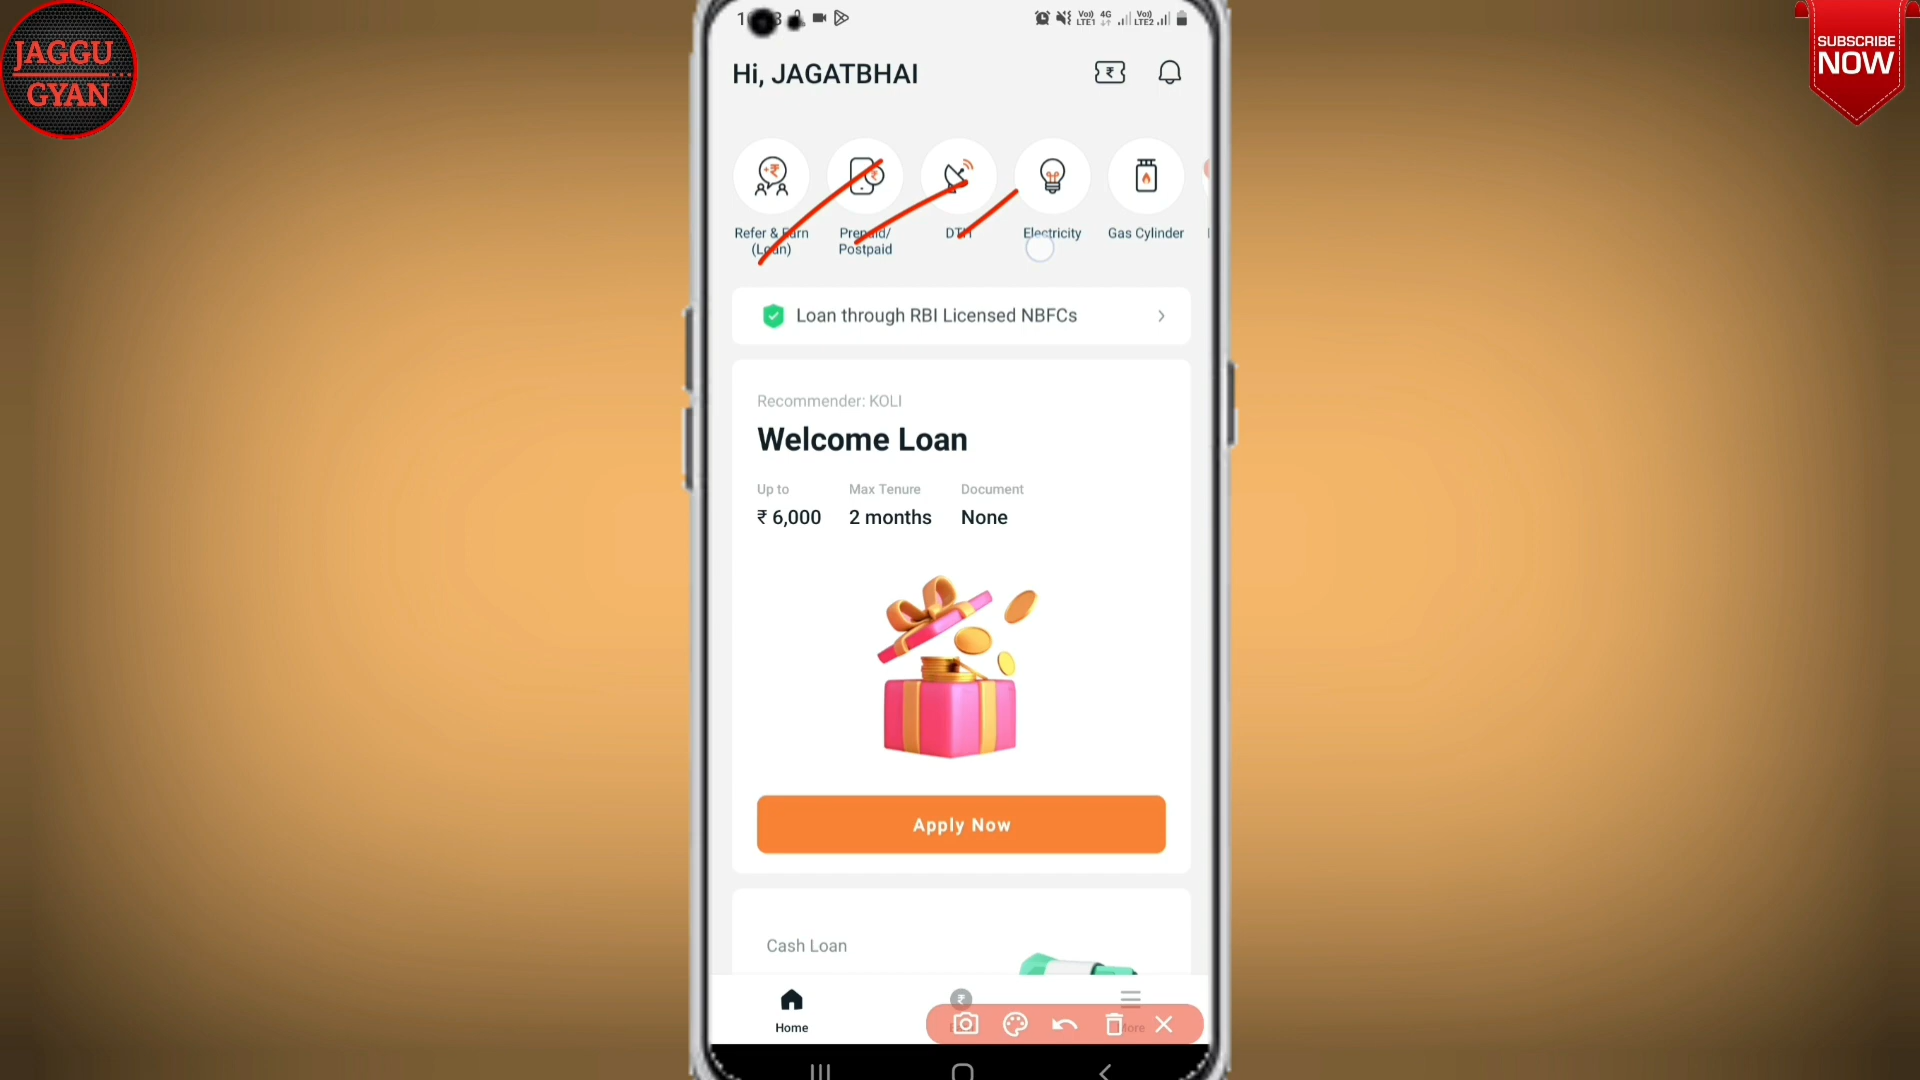 JAGGU
GYAN
SUBSCRIBE
NOW
Hi, JAGATBHAI
Refer & Earn
(Loan)
Prepaid/
Postpaid
DTH
Electricity
Gas Cylinder
Loan through RBI Licensed NBFCs
Recommender: KOLI
Welcome Loan
Up to
Max Tenure
Document
₹ 6,000
2 months
None
Apply Now
Cash Loan
Home
More